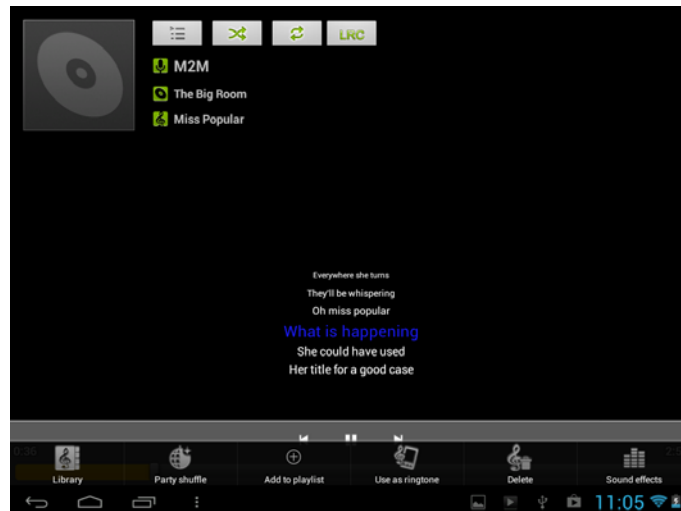 LRC
M2M
The Big Room
Miss Popular
Everywhere she turns
They'll be whispering
Oh miss popular
What is happening
She could have used
Her title for a good case
0:36
Library
Party shuffle
Add to playlist
Use as ringtone
Delete
Sound effects
11:05